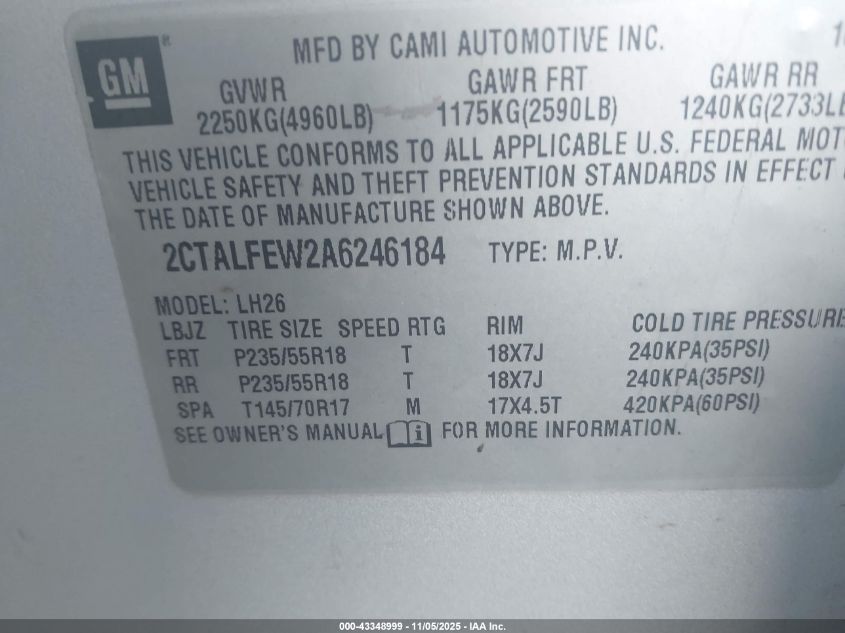 GM
®
MFD BY CAMI AUTOMOTIVE INC.
GVWR GAWR FRT GAWR RR
2250KG(4960LB) 1175KG(2590LB) 1240KG(2733LB
THIS VEHICLE CONFORMS TO ALL APPLICABLE U.S. FEDERAL MOT
VEHICLE SAFETY AND THEFT PREVENTION STANDARDS IN EFFECT
THE DATE OF MANUFACTURE SHOWN ABOVE.
2CTALFEW2A6246184 TYPE: M.P.V.
MODEL: LH26
LBJZ TIRE SIZE SPEED RTG RIM COLD TIRE PRESSURE
FRT P235/55R18 T 18X7J 240KPA(35PSI)
RR P235/55R18 T 18X7J 240KPA(35PSI)
SPA T145/70R17 M 17X4.5T 420KPA(60PSI)
SEE OWNER'S MANUAL i FOR MORE INFORMATION.
000-43348999 - 11/05/2025 - IAA Inc.